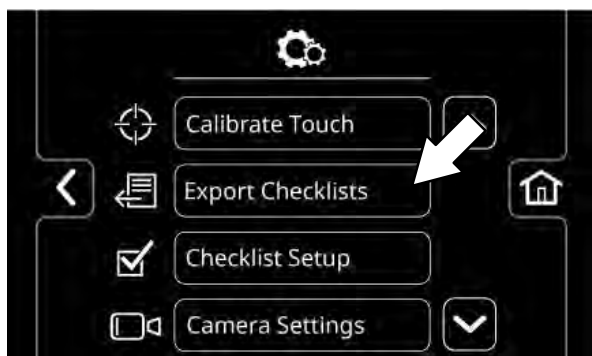 Calibrate Touch
Export Checklists
Checklist Setup
Camera Settings